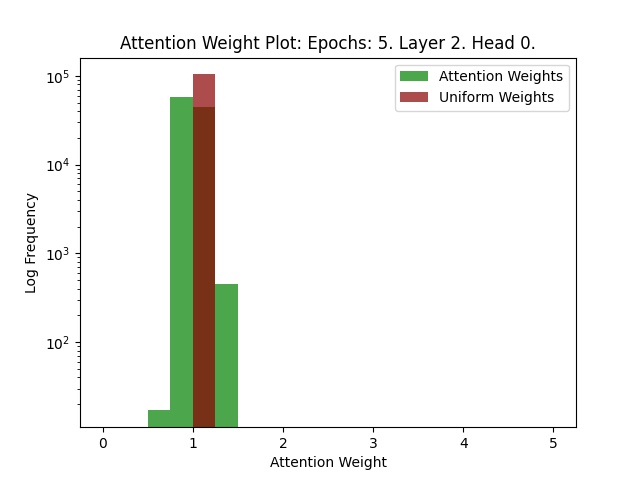 Attention Weight Plot: Epochs: 5. Layer 2. Head 0.
Attention Weights
Uniform Weights
Log Frequency
10^5
10^4
10^3
10^2
0 1 2 3 4 5
Attention Weight